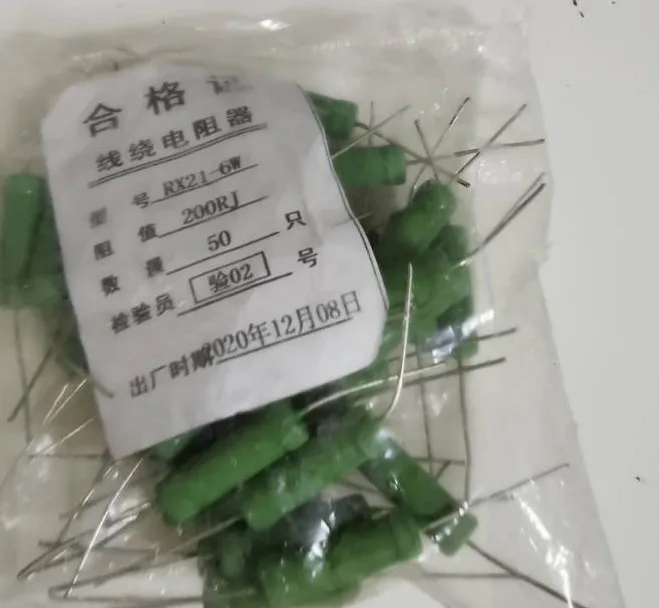 合格证
线绕电阻器
型 号 RX21-6W
阻 值 200RJ
数 量 50 只
检验员 验02 号
出厂时期2020年12月08日